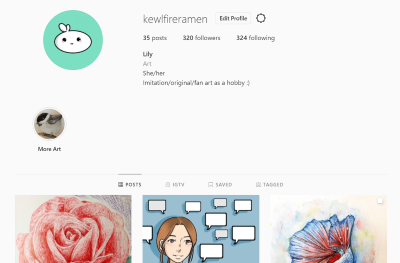 kewlfireramen Edit Profile
35 posts 320 followers 324 following
Lily
Art
She/her
Imitation/original/fan art as a hobby :)
More Art
POSTS IGTV SAVED TAGGED